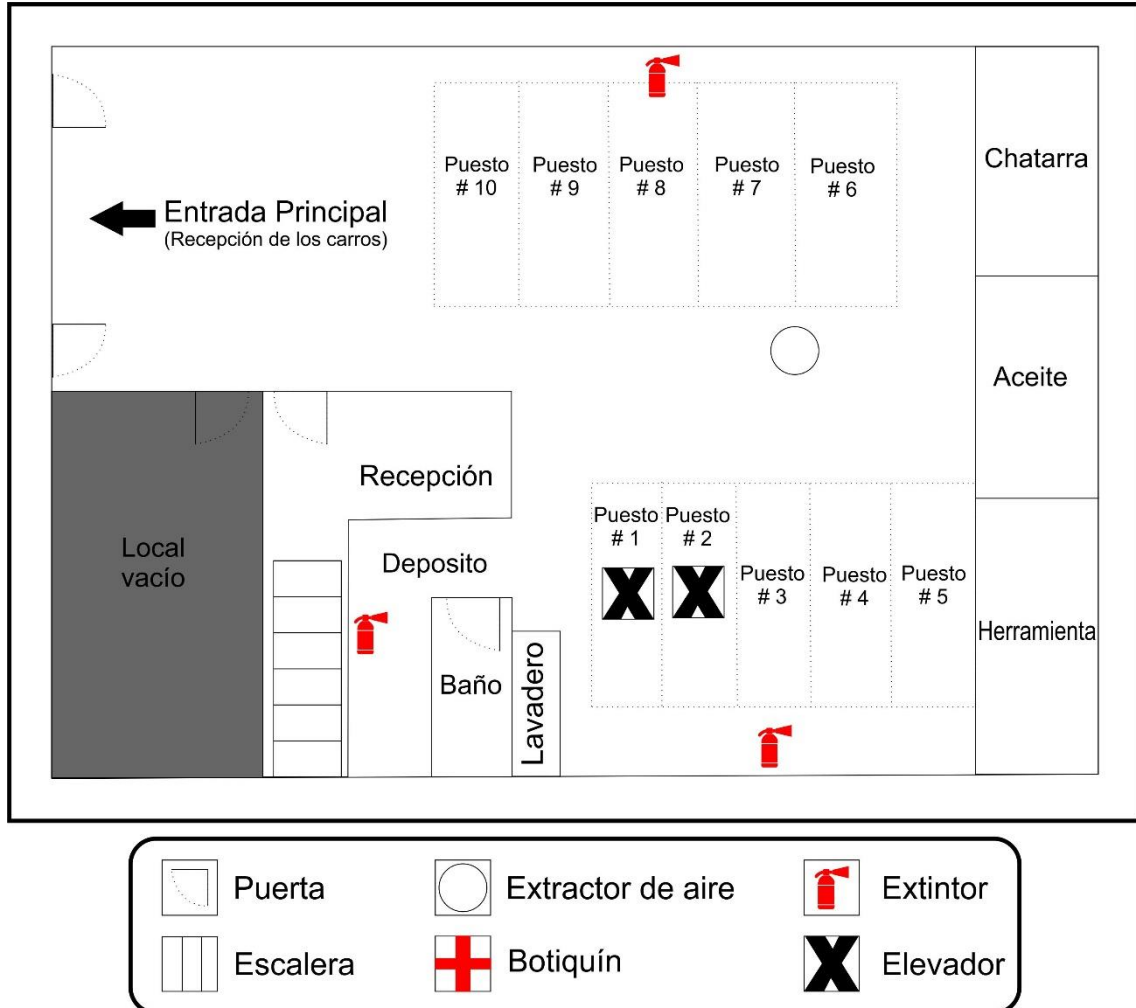 Puesto
# 10
Puesto
# 9
Puesto
# 8
Puesto
# 7
Puesto
# 6
Chatarra
Entrada Principal
(Recepción de los carros)
Aceite
Recepción
Local
vacío
Deposito
Puesto
# 1
Puesto
# 2
Puesto
# 3
Puesto
# 4
Puesto
# 5
Herramienta
Baño
Lavadero
Puerta
Extractor de aire
Extintor
Escalera
Botiquín
Elevador